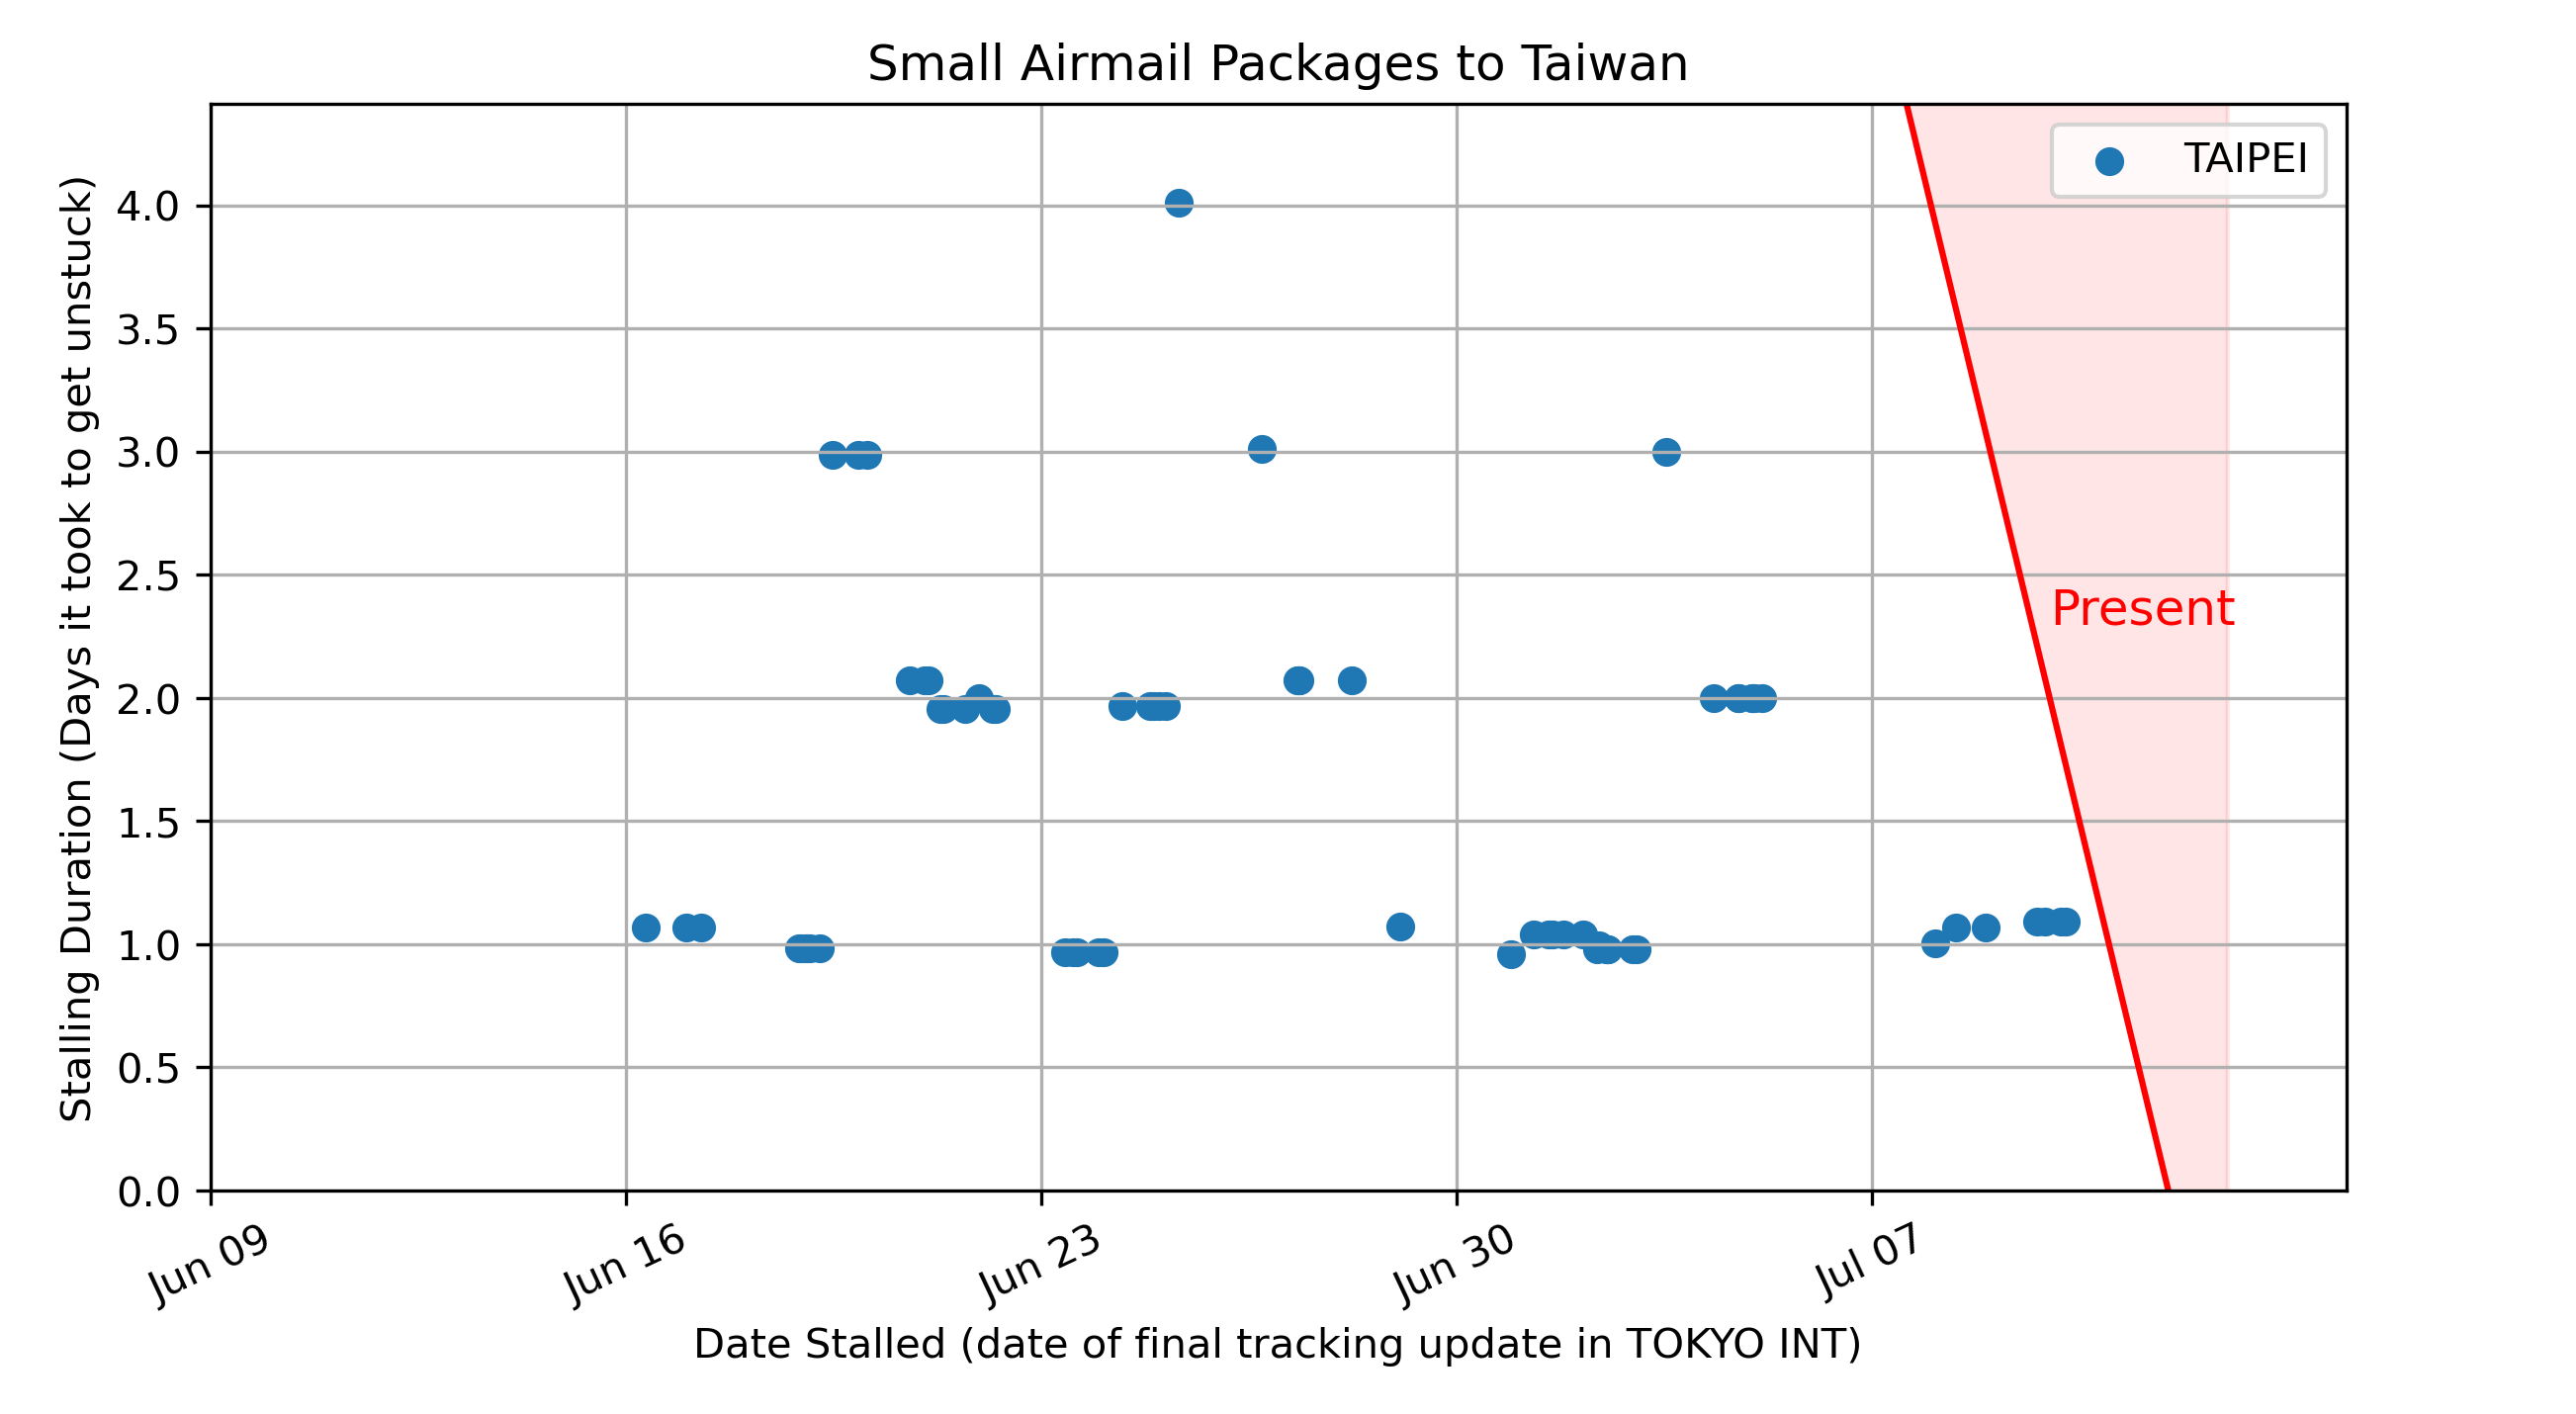 Small Airmail Packages to Taiwan
TAIPEI
Stalling Duration (Days it took to get unstuck)
4.0
3.5
3.0
2.5
2.0
1.5
1.0
0.5
0.0
Present
Jun 09
Jun 16
Jun 23
Jun 30
Jul 07
Date Stalled (date of final tracking update in TOKYO INT)